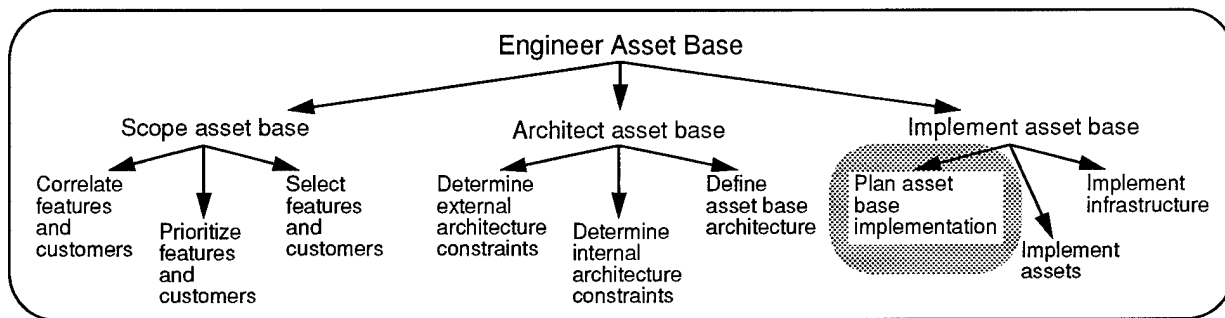 Engineer Asset Base
Scope asset base
Architect asset base
Implement asset base
Correlate
features
and
customers
Prioritize
features
and
customers
Select
features
and
customers
Determine
external
architecture
constraints
Determine
internal
architecture
constraints
Define
asset base
architecture
Plan asset
base
implementation
Implement
assets
Implement
infrastructure